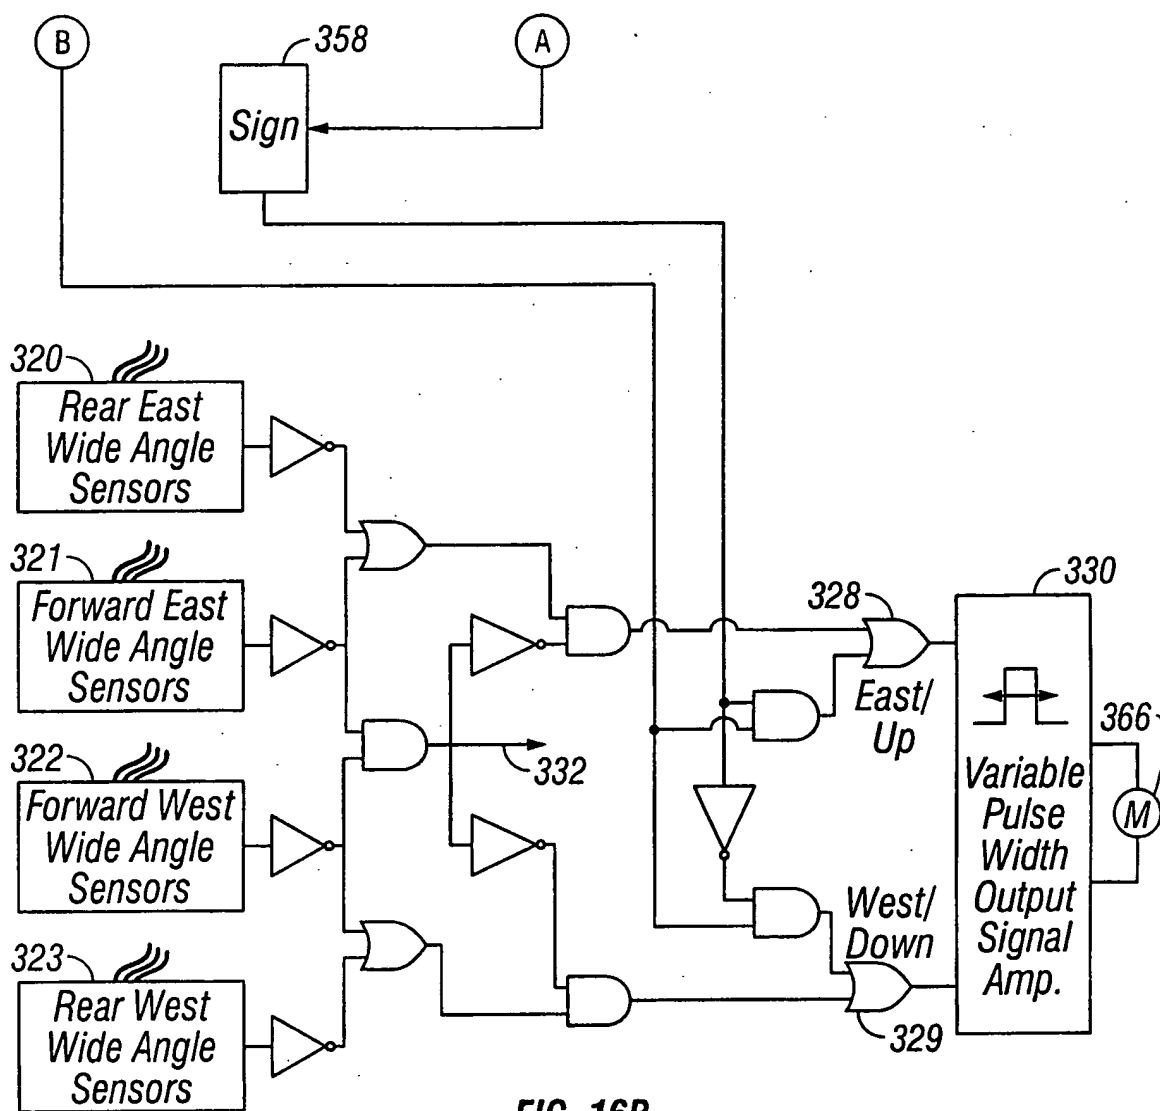 B
358
A
Sign
320
Rear East
Wide Angle
Sensors
321
Forward East
Wide Angle
Sensors
322
Forward West
Wide Angle
Sensors
323
Rear West
Wide Angle
Sensors
332
328
East/
Up
West/
Down
329
330
Variable
Pulse
Width
Output
Signal
Amp.
366
M
FIG. 16B